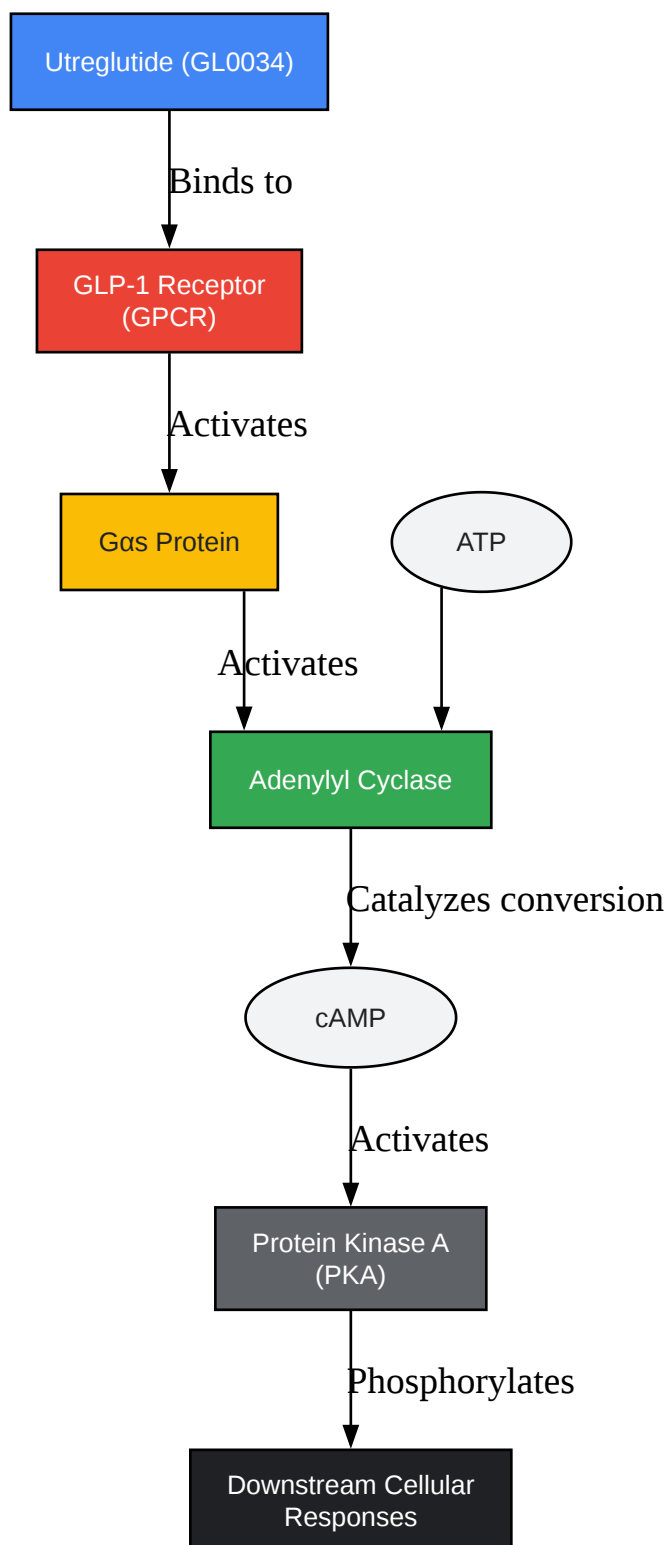 Utreglutide (GL0034)
Binds to
GLP-1 Receptor
(GPCR)
Activates
Gαs Protein
ATP
Activates
Adenylyl Cyclase
Catalyzes conversion
cAMP
Activates
Protein Kinase A
(PKA)
Phosphorylates
Downstream Cellular
Responses